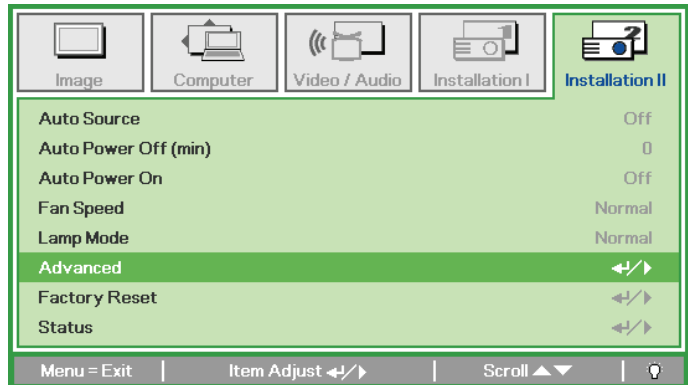 Image Computer Video / Audio Installation I Installation II
Auto Source Off
Auto Power Off (min) 0
Auto Power On Off
Fan Speed Normal
Lamp Mode Normal
Advanced ↵/▶
Factory Reset ↵/▶
Status ↵/▶
Menu = Exit | Item Adjust ↵/▶ | Scroll ▲▼ |